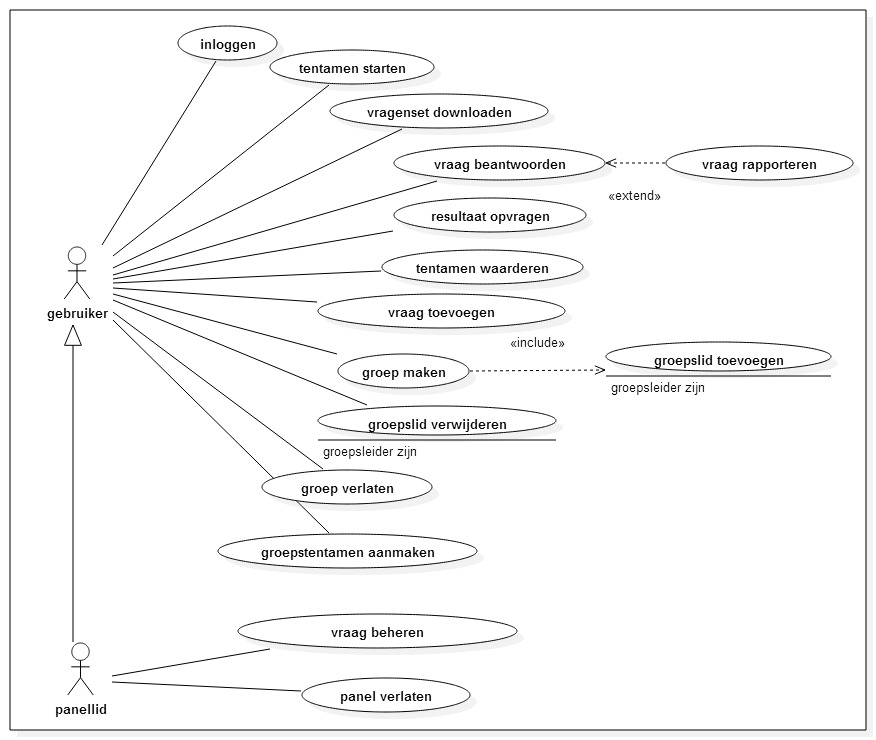 inloggen
tentamen starten
vragenset downloaden
vraag beantwoorden
vraag rapporteren
«extend»
resultaat opvragen
tentamen waarderen
gebruiker
vraag toevoegen
«include»
groep maken
groepslid toevoegen
groepsleider zijn
groepslid verwijderen
groepsleider zijn
groep verlaten
groepstentamen aanmaken
vraag beheren
panel verlaten
panellid